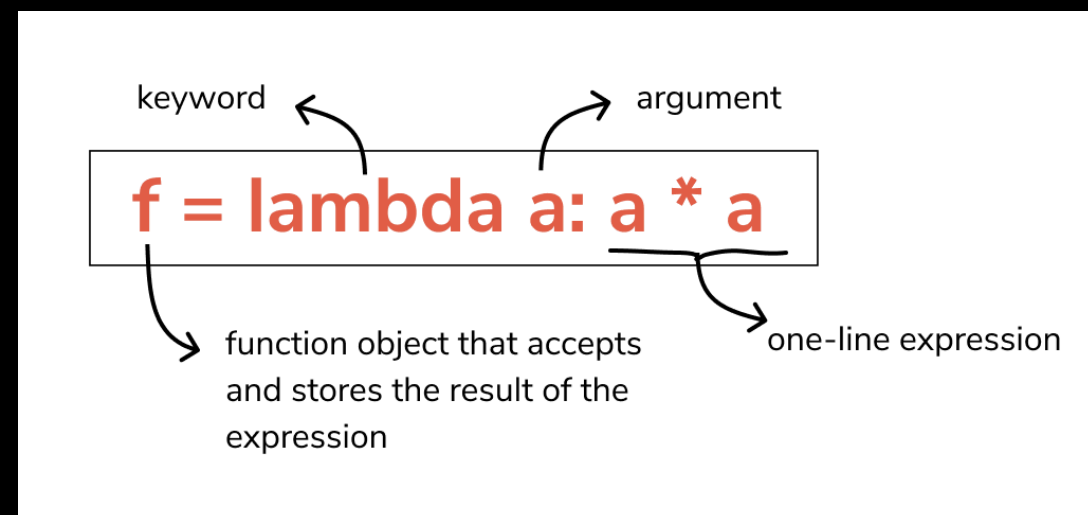 keyword
argument
f = lambda a: a * a
function object that accepts
and stores the result of the
expression
one-line expression